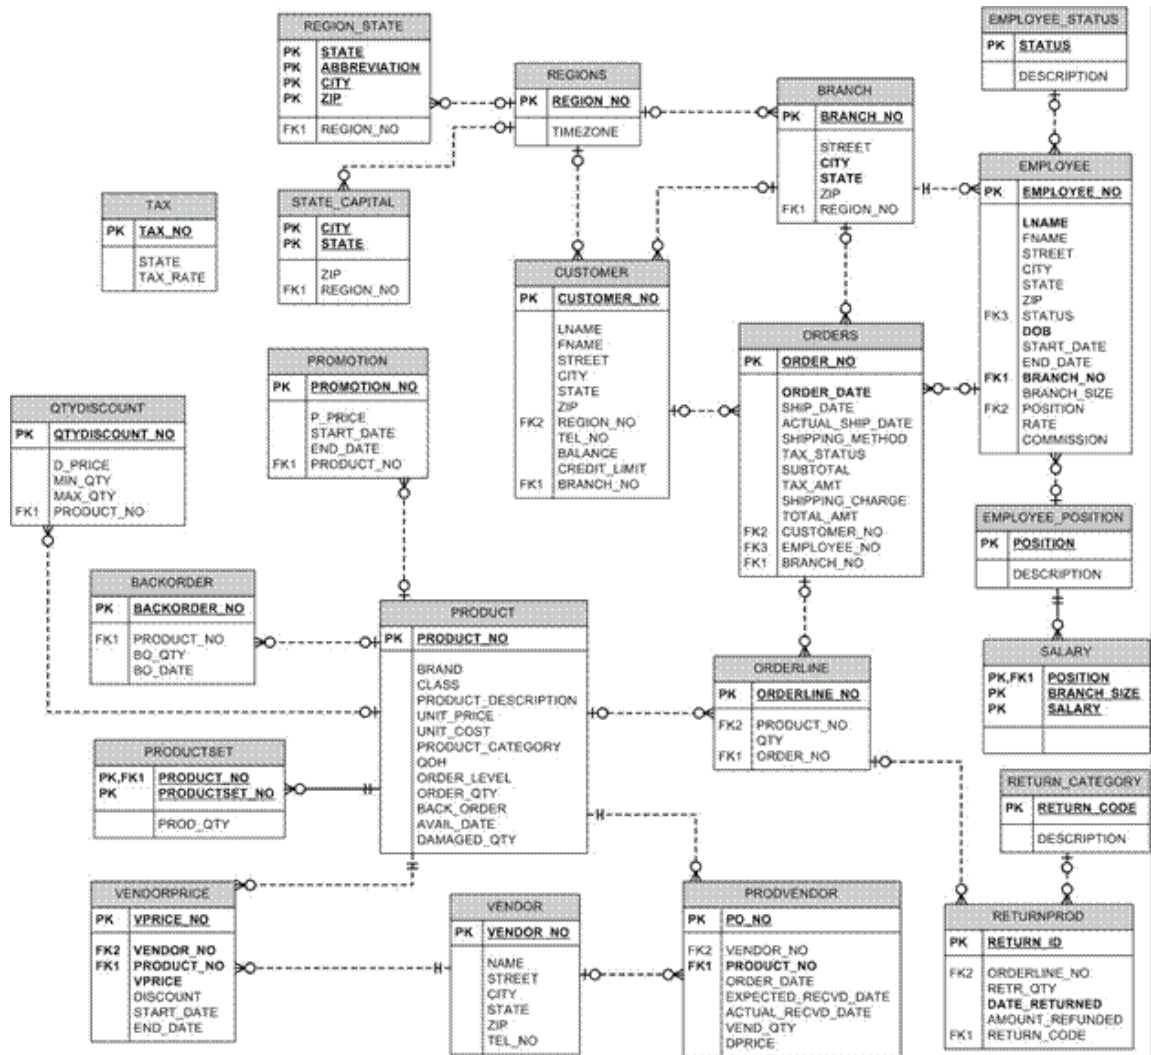 REGION_STATE
PK STATE
PK ABBREVIATION
PK CITY
PK ZIP
FK1 REGION_NO
REGIONS
PK REGION_NO
TIMEZONE
BRANCH
PK BRANCH_NO
STREET
CITY
STATE
ZIP
FK1 REGION_NO
EMPLOYEE_STATUS
PK STATUS
DESCRIPTION
EMPLOYEE
PK EMPLOYEE_NO
LNAME
FNAME
STREET
CITY
STATE
ZIP
FK3 STATUS
DOB
START_DATE
END_DATE
FK1 BRANCH_NO
BRANCH_SIZE
FK2 POSITION
RATE
COMMISSION
TAX
PK TAX_NO
STATE
TAX_RATE
STATE_CAPITAL
PK CITY
PK STATE
ZIP
FK1 REGION_NO
CUSTOMER
PK CUSTOMER_NO
LNAME
FNAME
STREET
CITY
STATE
ZIP
FK2 REGION_NO
TEL_NO
BALANCE
CREDIT_LIMIT
FK1 BRANCH_NO
ORDERS
PK ORDER_NO
ORDER_DATE
SHIP_DATE
ACTUAL_SHIP_DATE
SHIPPING_METHOD
TAX_STATUS
SUBTOTAL
TAX_AMT
SHIPPING_CHARGE
TOTAL_AMT
FK2 CUSTOMER_NO
FK3 EMPLOYEE_NO
FK1 BRANCH_NO
PROMOTION
PK PROMOTION_NO
P_PRICE
START_DATE
END_DATE
FK1 PRODUCT_NO
QTYDISCOUNT
PK QTYDISCOUNT_NO
D_PRICE
MIN_QTY
MAX_QTY
FK1 PRODUCT_NO
EMPLOYEE_POSITION
PK POSITION
DESCRIPTION
BACKORDER
PK BACKORDER_NO
FK1 PRODUCT_NO
BO_QTY
BO_DATE
PRODUCT
PK PRODUCT_NO
BRAND
CLASS
PRODUCT_DESCRIPTION
UNIT_PRICE
UNIT_COST
PRODUCT_CATEGORY
QOH
ORDER_LEVEL
ORDER_QTY
BACK_ORDER
AVAIL_DATE
DAMAGED_QTY
ORDERLINE
PK ORDERLINE_NO
FK2 PRODUCT_NO
QTY
FK1 ORDER_NO
SALARY
PK,FK1 POSITION
PK BRANCH_SIZE
PK SALARY
PRODUCTSET
PK,FK1 PRODUCT_NO
PK PRODUCTSET_NO
PROD_QTY
RETURN_CATEGORY
PK RETURN_CODE
DESCRIPTION
VENDORPRICE
PK VPRICE_NO
FK2 VENDOR_NO
FK1 PRODUCT_NO
VPRICE
DISCOUNT
START_DATE
END_DATE
VENDOR
PK VENDOR_NO
NAME
STREET
CITY
STATE
ZIP
TEL_NO
PRODVENDOR
PK PO_NO
FK2 VENDOR_NO
FK1 PRODUCT_NO
ORDER_DATE
EXPECTED_RECVD_DATE
ACTUAL_RECVD_DATE
VEND_QTY
DPRICE
RETURNPROD
PK RETURN_ID
FK2 ORDERLINE_NO
RETR_QTY
DATE_RETURNED
AMOUNT_REFUNDED
FK1 RETURN_CODE